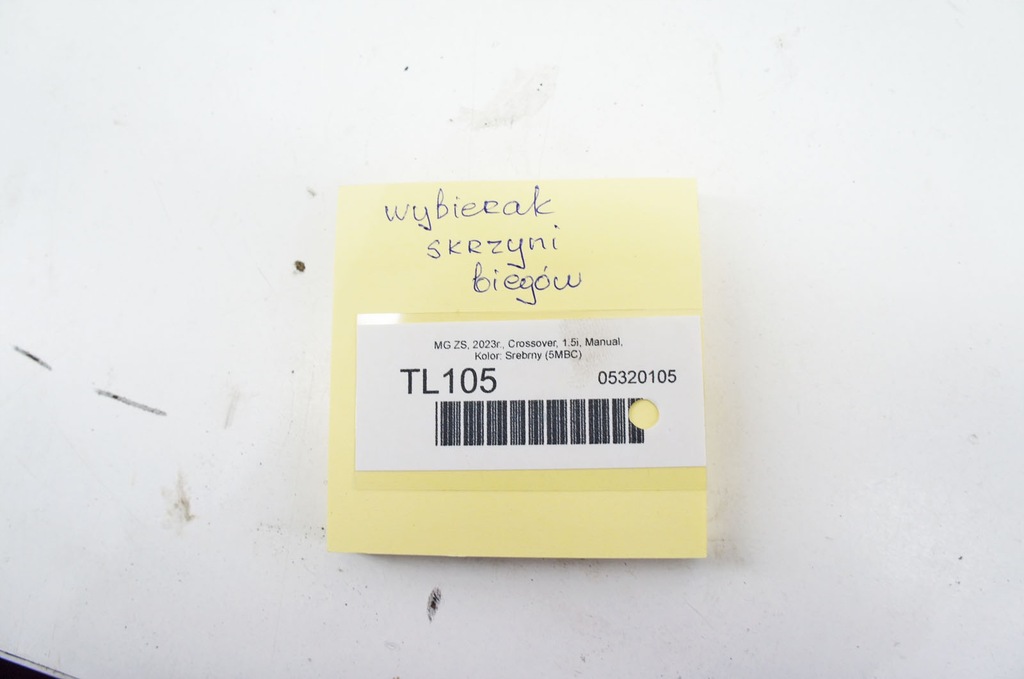 wybierak
skrzyni
biegów
MG ZS, 2023r., Crossover, 1.5i, Manual,
Kolor: Srebrny (5MBC)
TL105 05320105